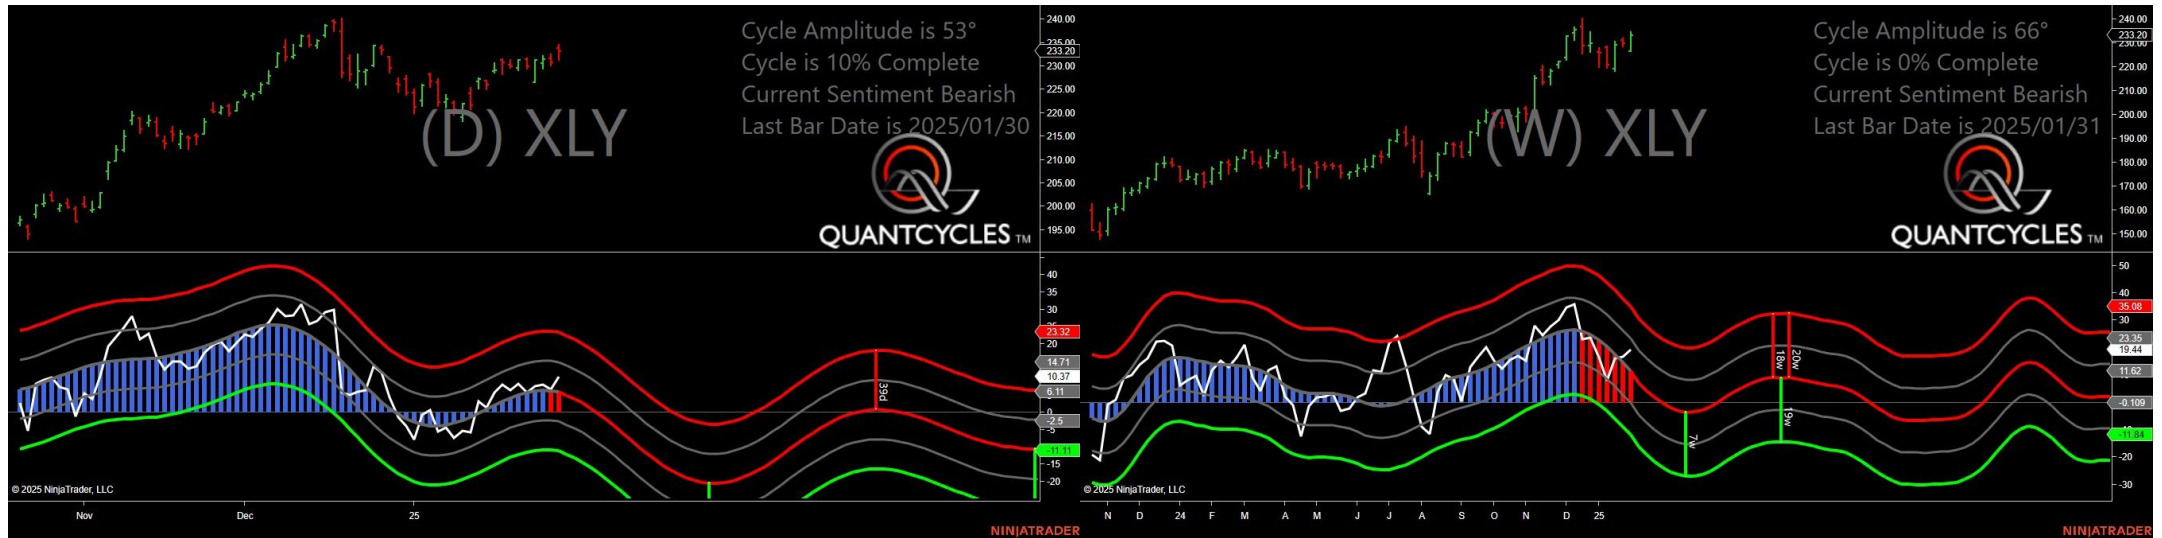 Cycle Amplitude is 53°
Cycle is 10% Complete
Current Sentiment Bearish
Last Bar Date is 2025/01/30
(D) XLY
QUANTCYCLES TM
240.00
235.00
233.20
230.00
225.00
220.00
215.00
210.00
205.00
200.00
195.00
40
35
30
25
23.32
20
14.71
10.37
6.11
0
-2.5
-5
-11.11
-15
-20
39d
© 2025 NinjaTrader, LLC
Nov
Dec
25
NINJATRADER
Cycle Amplitude is 66°
Cycle is 0% Complete
Current Sentiment Bearish
Last Bar Date is 2025/01/31
(W) XLY
QUANTCYCLES TM
240.00
233.20
230.00
220.00
210.00
200.00
190.00
180.00
170.00
160.00
150.00
50
40
35.08
30
23.35
19.44
11.62
-0.109
-11.84
-20
-30
18w
20w
19w
7w
© 2025 NinjaTrader, LLC
N
D
24
F
M
A
M
J
J
A
S
O
N
D
25
NINJATRADER